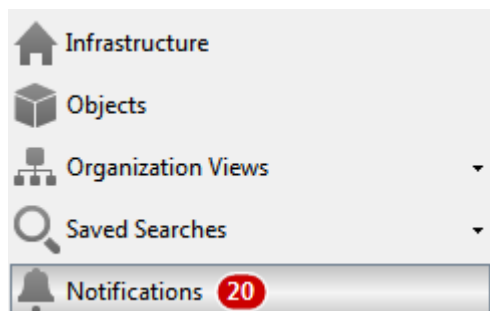 Infrastructure
Objects
Organization Views
Saved Searches
Notifications 20